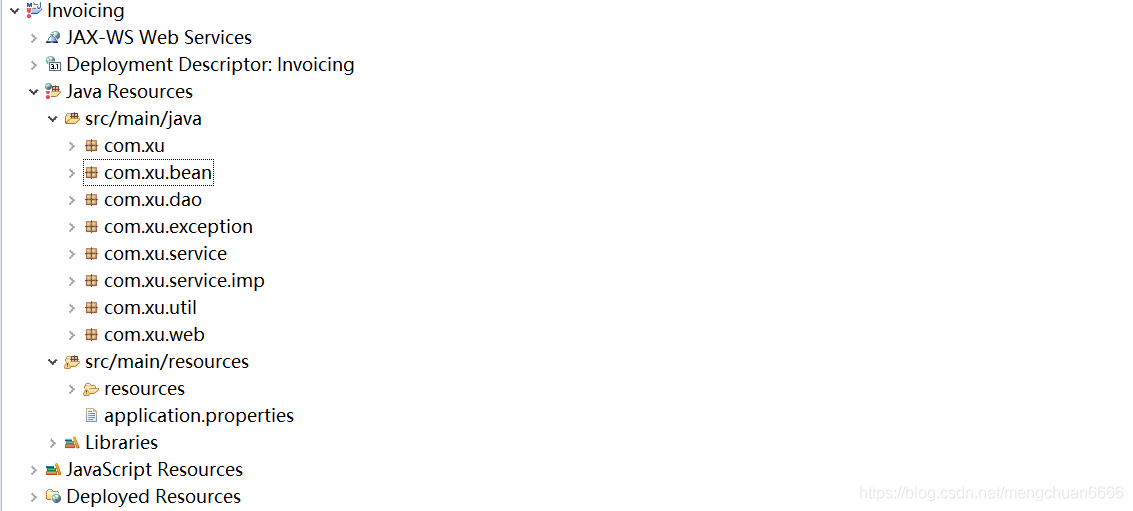 Invoicing
JAX-WS Web Services
Deployment Descriptor: Invoicing
Java Resources
src/main/java
com.xu
com.xu.bean
com.xu.dao
com.xu.exception
com.xu.service
com.xu.service.imp
com.xu.util
com.xu.web
src/main/resources
resources
application.properties
Libraries
JavaScript Resources
Deployed Resources
https://blog.csdn.net/mengchuan6666